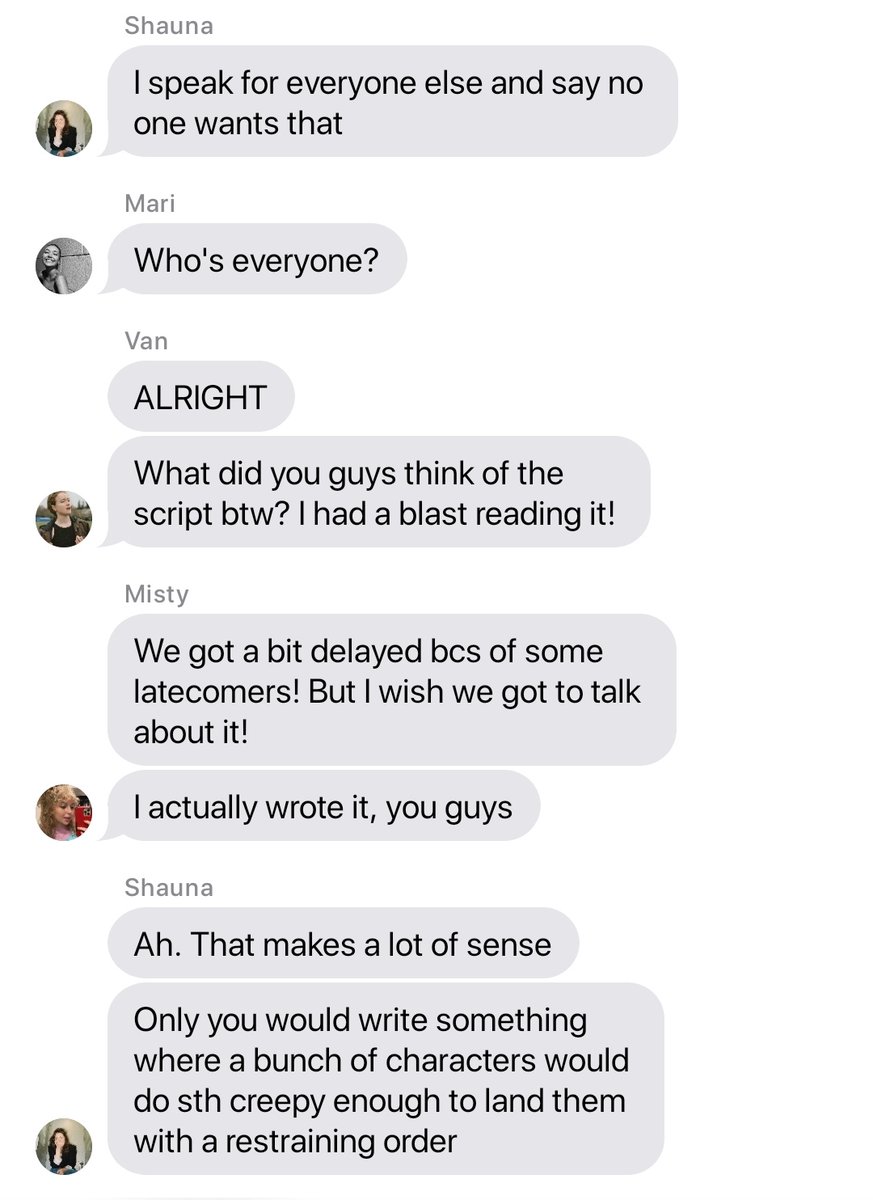 Shauna
I speak for everyone else and say no
one wants that
Mari
Who's everyone?
Van
ALRIGHT
What did you guys think of the
script btw? I had a blast reading it!
Misty
We got a bit delayed bcs of some
latecomers! But I wish we got to talk
about it!
I actually wrote it, you guys
Shauna
Ah. That makes a lot of sense
Only you would write something
where a bunch of characters would
do sth creepy enough to land them
with a restraining order